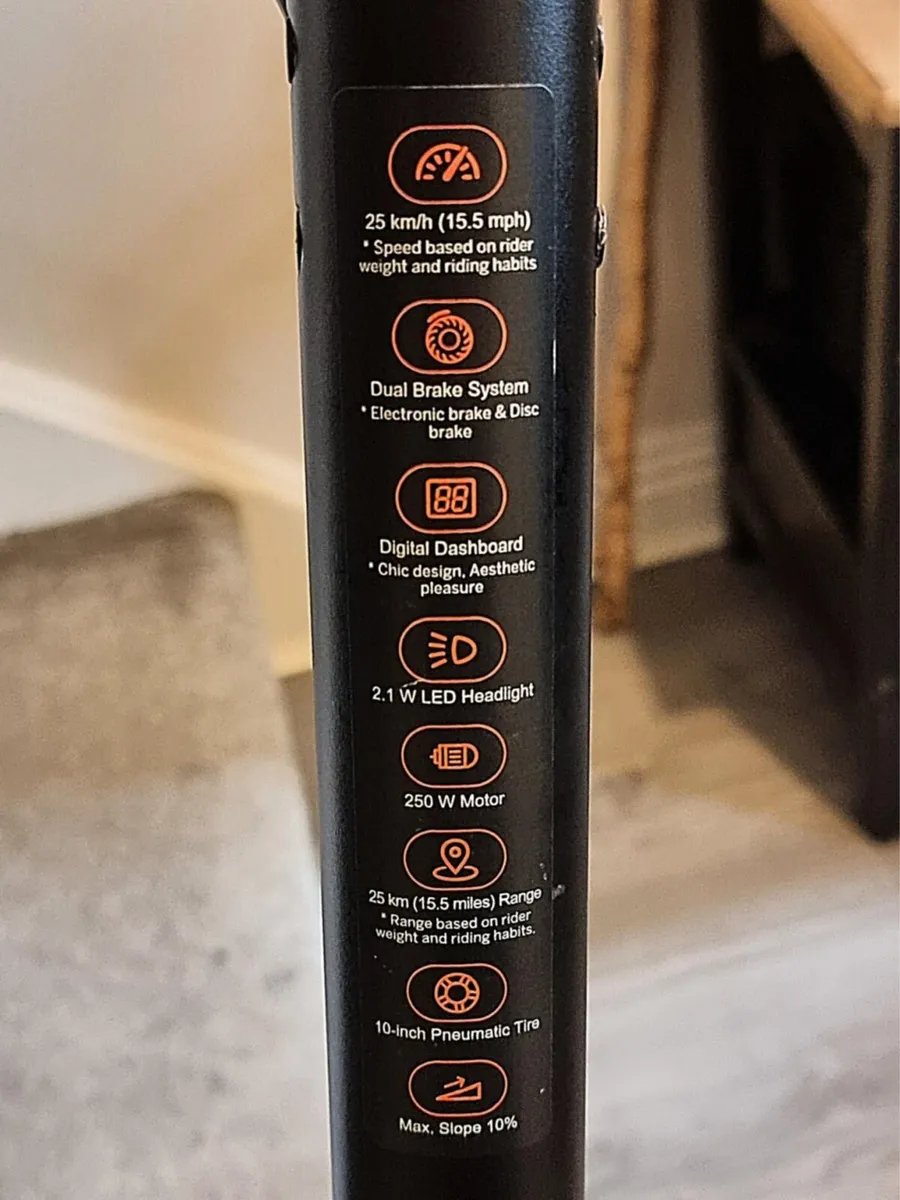 25 km/h (15.5 mph)
* Speed based on rider
weight and riding habits
Dual Brake System
* Electronic brake & Disc
brake
88
Digital Dashboard
* Chic design, Aesthetic
pleasure
2.1 W LED Headlight
250 W Motor
25 km (15.5 miles) Range
* Range based on rider
weight and riding habits.
10-inch Pneumatic Tire
Max. Slope 10%